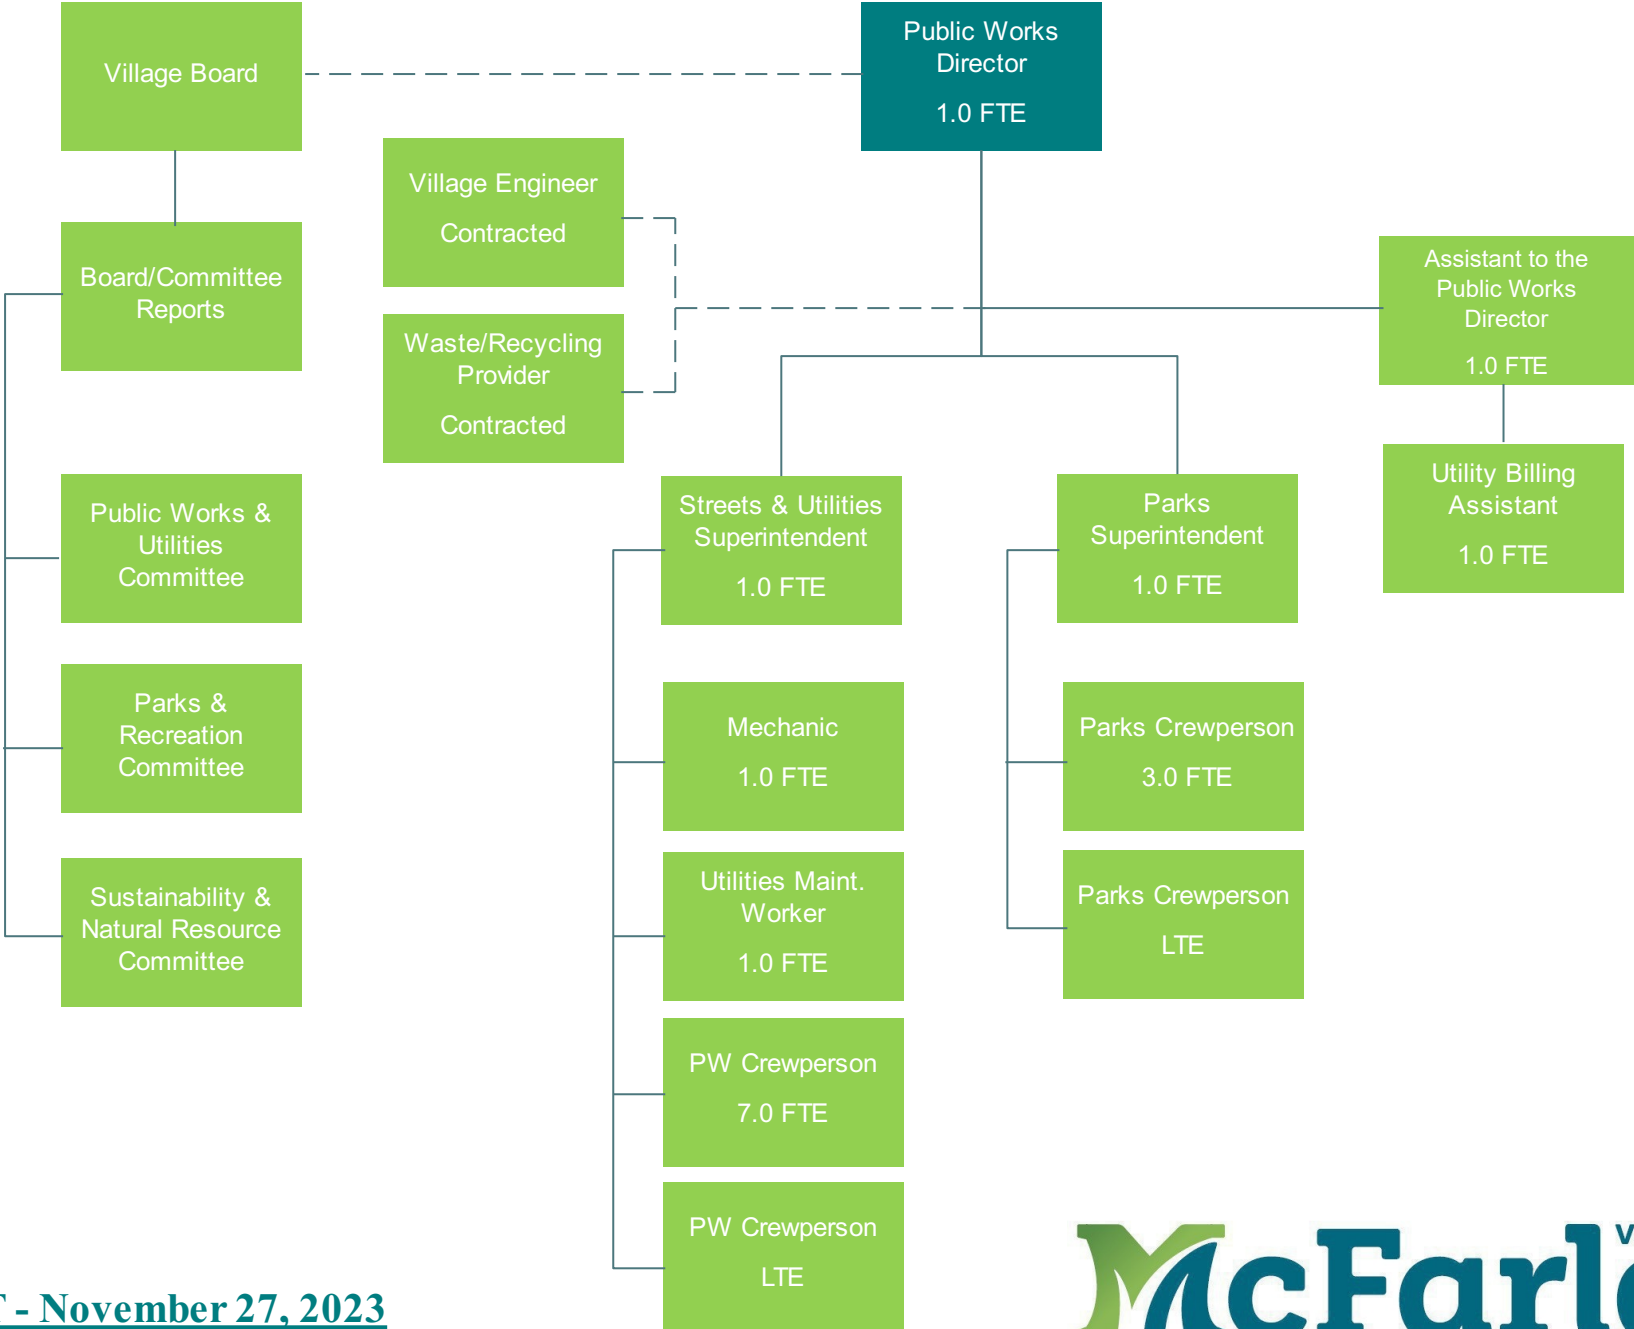 Public Works
Director
1.0 FTE
Village Board
Village Engineer
Contracted
Board/Committee
Reports
Assistant to the
Public Works
Director
1.0 FTE
Waste/Recycling
Provider
Contracted
Utility Billing
Assistant
1.0 FTE
Public Works &
Utilities
Committee
Streets & Utilities
Superintendent
1.0 FTE
Parks
Superintendent
1.0 FTE
Parks &
Recreation
Committee
Mechanic
1.0 FTE
Parks Crewperson
3.0 FTE
Sustainability &
Natural Resource
Committee
Utilities Maint.
Worker
1.0 FTE
Parks Crewperson
LTE
PW Crewperson
7.0 FTE
PW Crewperson
LTE
- November 27, 2023
McFarl